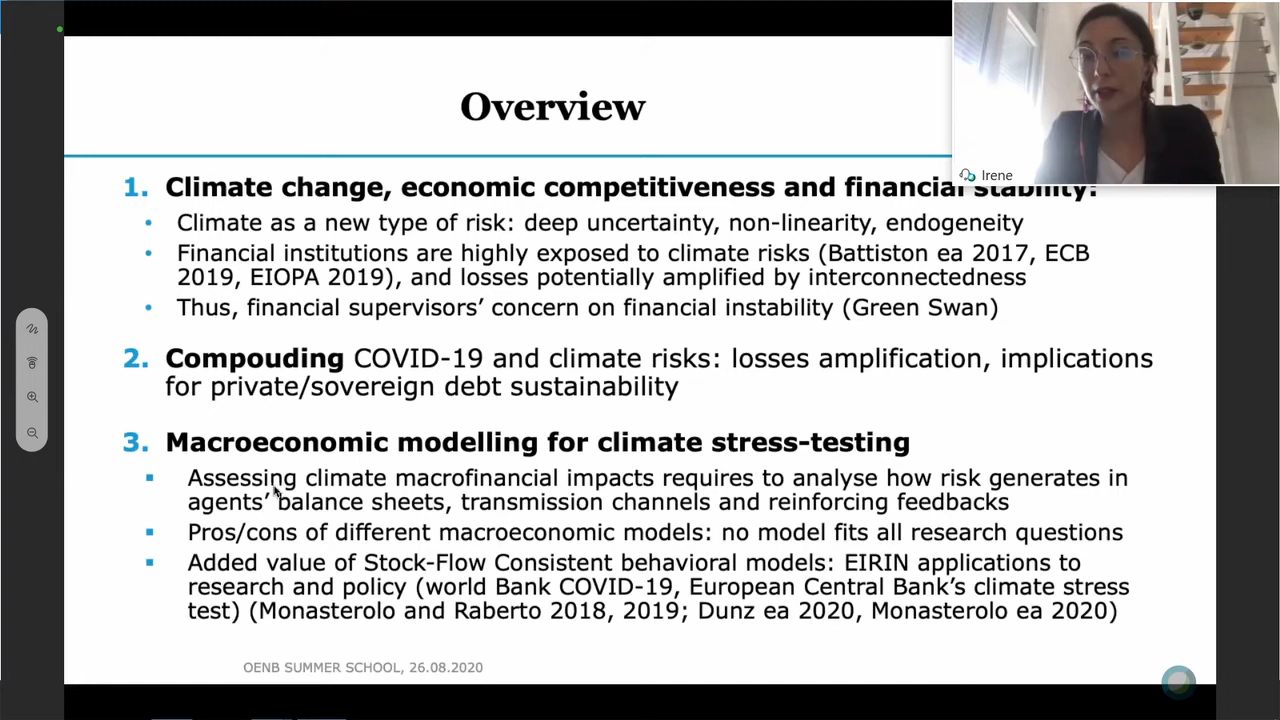 Overview
Irene
1. Climate change, economic competitiveness and financial stability:
• Climate as a new type of risk: deep uncertainty, non-linearity, endogeneity
• Financial institutions are highly exposed to climate risks (Battiston ea 2017, ECB
2019, EIOPA 2019), and losses potentially amplified by interconnectedness
• Thus, financial supervisors’ concern on financial instability (Green Swan)
2. Compouding COVID-19 and climate risks: losses amplification, implications
for private/sovereign debt sustainability
3. Macroeconomic modelling for climate stress-testing
▪ Assessing climate macrofinancial impacts requires to analyse how risk generates in
agents’ balance sheets, transmission channels and reinforcing feedbacks
▪ Pros/cons of different macroeconomic models: no model fits all research questions
▪ Added value of Stock-Flow Consistent behavioral models: EIRIN applications to
research and policy (world Bank COVID-19, European Central Bank’s climate stress
test) (Monasterolo and Raberto 2018, 2019; Dunz ea 2020, Monasterolo ea 2020)
OENB SUMMER SCHOOL, 26.08.2020